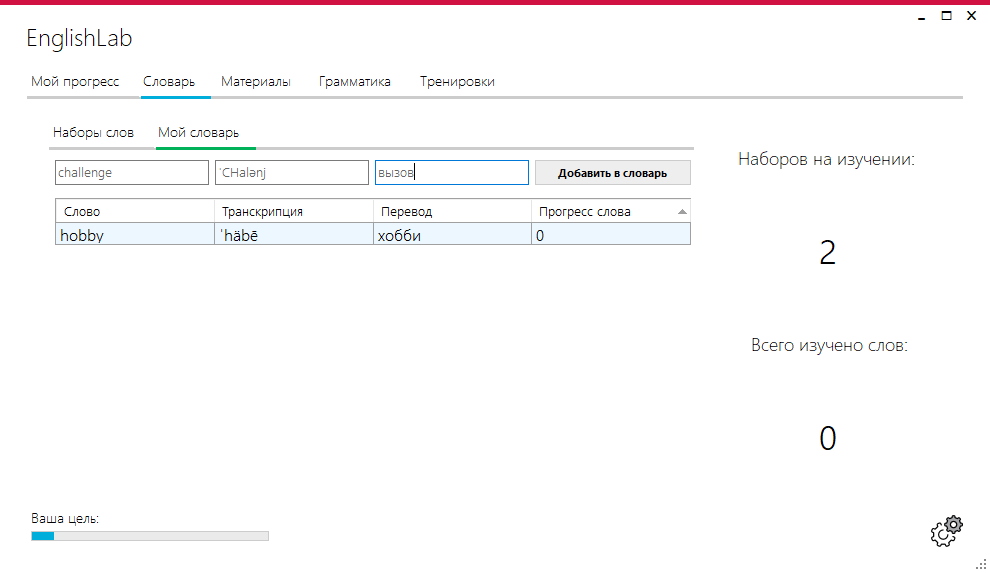 EnglishLab
Мой прогресс Словарь Материалы Грамматика Тренировки
Наборы слов Мой словарь
challenge ˈCHalənj вызов Добавить в словарь
Слово Транскрипция Перевод Прогресс слова
hobby ˈhäbē хобби 0
Наборов на изучении:
2
Всего изучено слов:
0
Ваша цель: